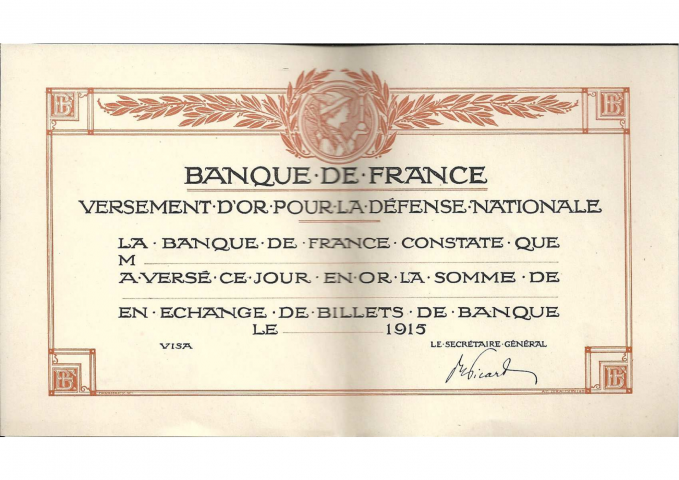 BANQUE·DE·FRANCE
VERSEMENT·D'OR·POUR·LA·DÉFENSE·NATIONALE
LA·BANQUE·DE·FRANCE·CONSTATE·QUE
M
A·VERSÉ·CE·JOUR·EN·OR·LA·SOMME·DE
EN·ECHANGE·DE·BILLETS·DE·BANQUE
LE 1915
VISA LE·SECRÉTAIRE·GÉNÉRAL
Picard